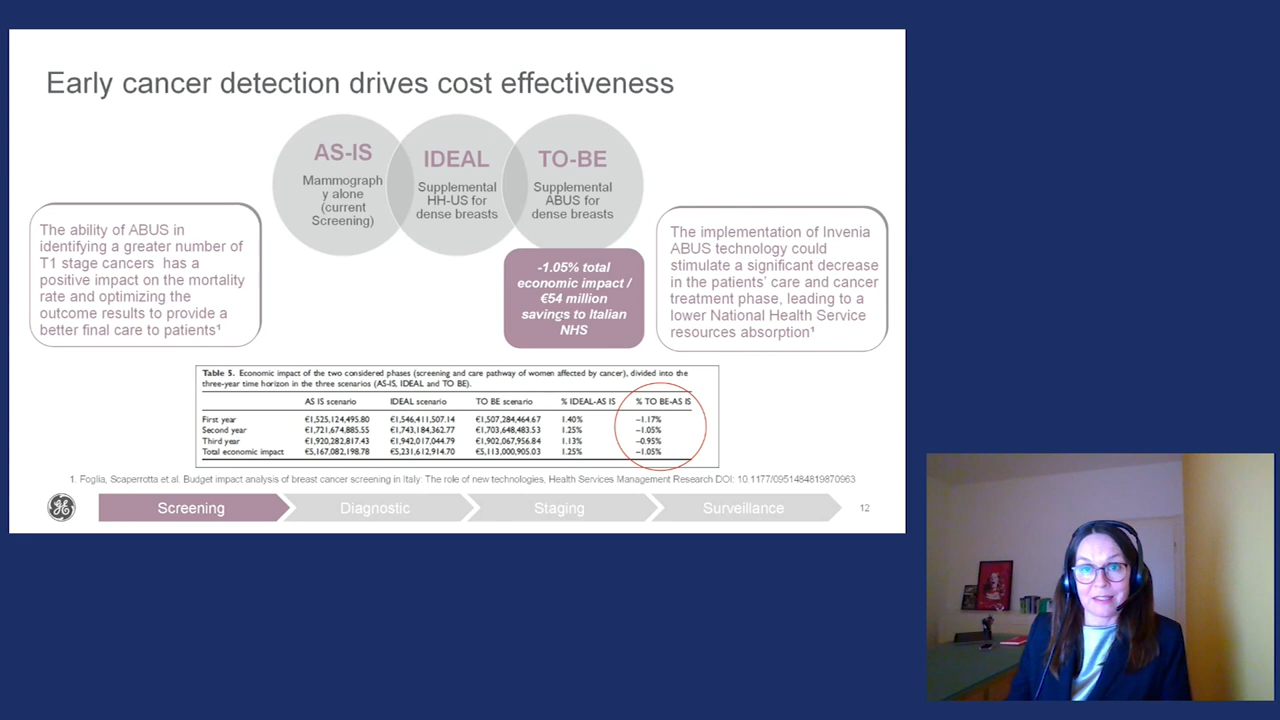 Early cancer detection drives cost effectiveness
AS-IS
Mammograph
y alone
(current
Screening)
IDEAL
Supplemental
HH-US for
dense breasts
TO-BE
Supplemental
ABUS for
dense breasts
The ability of ABUS in
identifying a greater number of
T1 stage cancers has a
positive impact on the mortality
rate and optimizing the
outcome results to provide a
better final care to patients¹
-1.05% total
economic impact /
€54 million
savings to Italian
NHS
The implementation of Invenia
ABUS technology could
stimulate a significant decrease
in the patients' care and cancer
treatment phase, leading to a
lower National Health Service
resources absorption¹
Table 5. Economic impact of the two considered phases (screening and care pathway of women affected by cancer), divided into the
three-year time horizon in the three scenarios (AS-IS, IDEAL and TO BE).
AS IS scenario IDEAL scenario TO BE scenario % IDEAL-AS IS % TO BE-AS IS
First year €1,525,124,495.80 €1,546,411,507.14 €1,507,284,464.67 1.40% −1.17%
Second year €1,721,674,885.55 €1,743,184,362.77 €1,703,648,483.53 1.25% −1.05%
Third year €1,920,282,817.43 €1,942,017,044.79 €1,902,067,956.84 1.13% −0.95%
Total economic impact €5,167,082,198.78 €5,231,612,914.70 €5,113,000,905.03 1.25% −1.05%
1. Foglia, Scaperrotta et al. Budget impact analysis of breast cancer screening in Italy: The role of new technologies, Health Services Management Research DOI: 10.1177/0951484819870963
Screening
Diagnostic
Staging
Surveillance
12